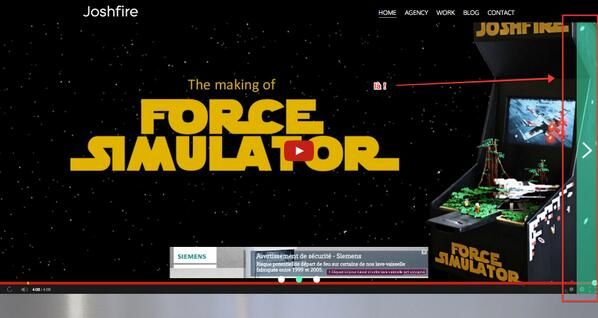 Joshfire
HOME AGENCY WORK BLOG CONTACT
JOSHFIRE
The making of
là !
FORCE
SIMULATOR
FORCE
SIMULATOR
SIEMENS
Avertissement de sécurité - Siemens
Risque potentiel de départ de feu sur certains de nos lave-vaisselle
fabriqués entre 1999 et 2005.
4:08 / 4:08